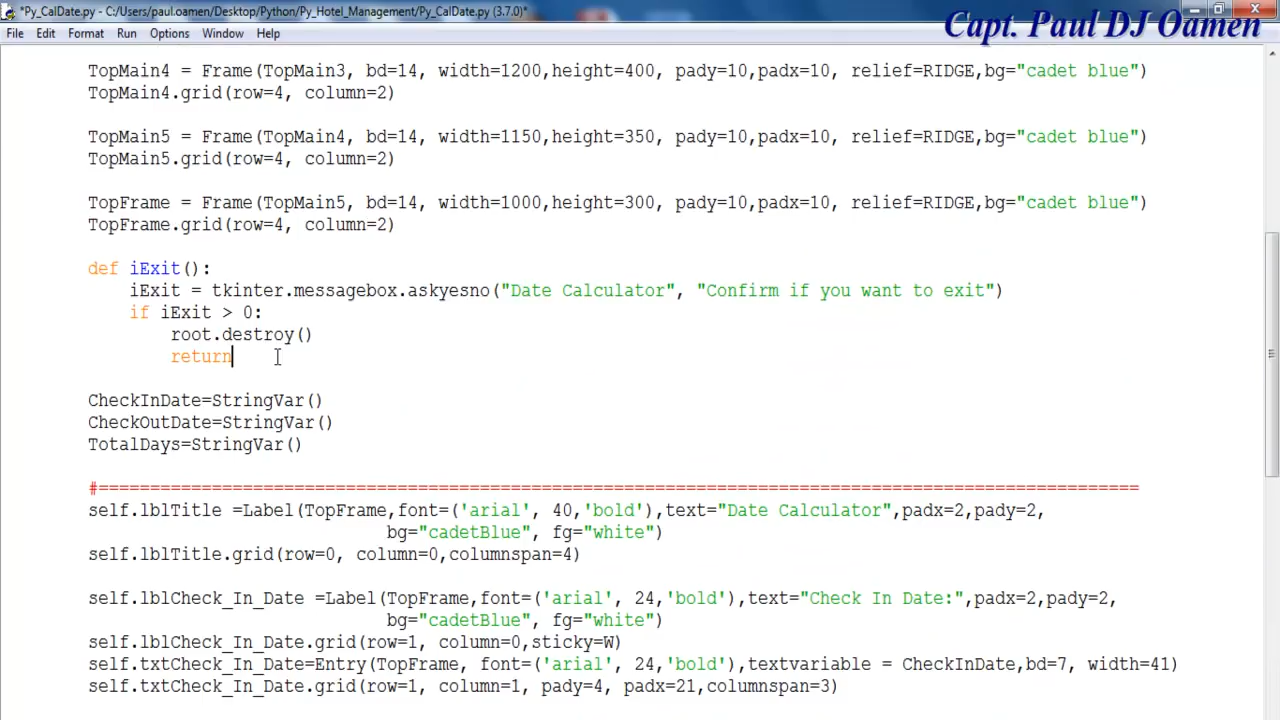 *Py_CalDate.py - C:/Users/paul.oamen/Desktop/Python/Py_Hotel_Management/Py_CalDate.py (3.7.0)*
Capt. Paul DJ Oamen
File Edit Format Run Options Window Help
TopMain4 = Frame(TopMain3, bd=14, width=1200,height=400, pady=10,padx=10, relief=RIDGE,bg="cadet blue")
TopMain4.grid(row=4, column=2)
TopMain5 = Frame(TopMain4, bd=14, width=1150,height=350, pady=10,padx=10, relief=RIDGE,bg="cadet blue")
TopMain5.grid(row=4, column=2)
TopFrame = Frame(TopMain5, bd=14, width=1000,height=300, pady=10,padx=10, relief=RIDGE,bg="cadet blue")
TopFrame.grid(row=4, column=2)
def iExit():
iExit = tkinter.messagebox.askyesno("Date Calculator", "Confirm if you want to exit")
if iExit > 0:
root.destroy()
return
CheckInDate=StringVar()
CheckOutDate=StringVar()
TotalDays=StringVar()
#=====================================================================================================
self.lblTitle =Label(TopFrame,font=('arial', 40,'bold'),text="Date Calculator",padx=2,pady=2,
bg="cadetBlue", fg="white")
self.lblTitle.grid(row=0, column=0,columnspan=4)
self.lblCheck_In_Date =Label(TopFrame,font=('arial', 24,'bold'),text="Check In Date:",padx=2,pady=2,
bg="cadetBlue", fg="white")
self.lblCheck_In_Date.grid(row=1, column=0,sticky=W)
self.txtCheck_In_Date=Entry(TopFrame, font=('arial', 24,'bold'),textvariable = CheckInDate,bd=7, width=41)
self.txtCheck_In_Date.grid(row=1, column=1, pady=4, padx=21,columnspan=3)